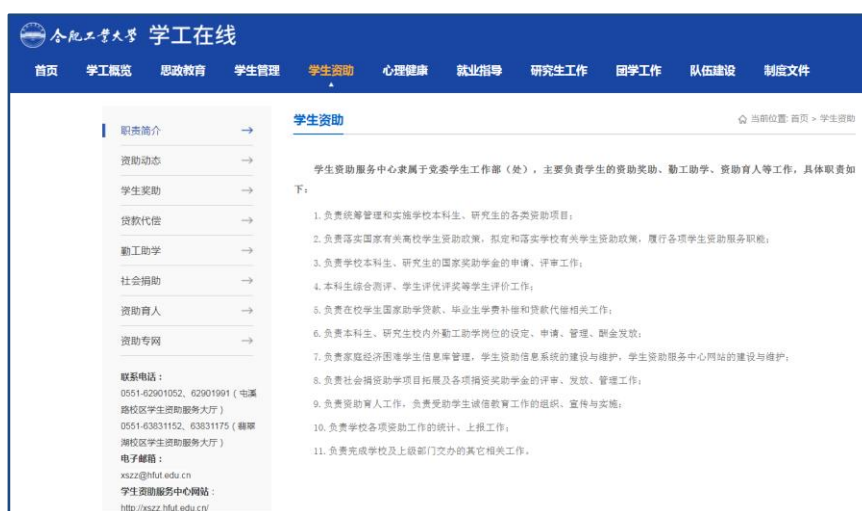 合肥工业大学 学工在线
首页 学工概览 思政教育 学生管理 学生资助 心理健康 就业指导 研究生工作 团学工作 队伍建设 制度文件
职责简介 →
资助动态 →
学生奖助 →
贷款代偿 →
勤工助学 →
社会捐助 →
资助育人 →
资助专网 →
联系电话：
0551-62901052、62901991（屯溪
路校区学生资助服务大厅）
0551-63831152、63831175（翡翠
湖校区学生资助服务大厅）
电子邮箱：
xszz@hfut.edu.cn
学生资助服务中心网站：
http://xszz.hfut.edu.cn/
学生资助
当前位置: 首页 > 学生资助
学生资助服务中心隶属于党委学生工作部（处），主要负责学生的资助奖助、勤工助学、资助育人等工作，具体职责如
下：
1. 负责统筹管理和实施学校本科生、研究生的各类资助项目；
2. 负责落实国家有关高校学生资助政策，拟定和落实学校有关学生资助政策，履行各项学生资助服务职能；
3. 负责学校本科生、研究生的国家奖助学金的申请、评审工作；
4. 本科生综合测评、学生评优评奖等学生评价工作；
5. 负责在校学生国家助学贷款、毕业生学费补偿和贷款代偿相关工作；
6. 负责本科生、研究生校内外勤工助学岗位的设定、申请、管理、酬金发放；
7. 负责家庭经济困难学生信息库管理，学生资助信息系统的建设与维护，学生资助服务中心网站的建设与维护；
8. 负责社会捐资助学项目拓展及各项捐资奖助学金的评审、发放、管理工作；
9. 负责资助育人工作，负责受助学生诚信教育工作的组织、宣传与实施；
10. 负责学校各项资助工作的统计、上报工作；
11. 负责完成学校及上级部门交办的其它相关工作。